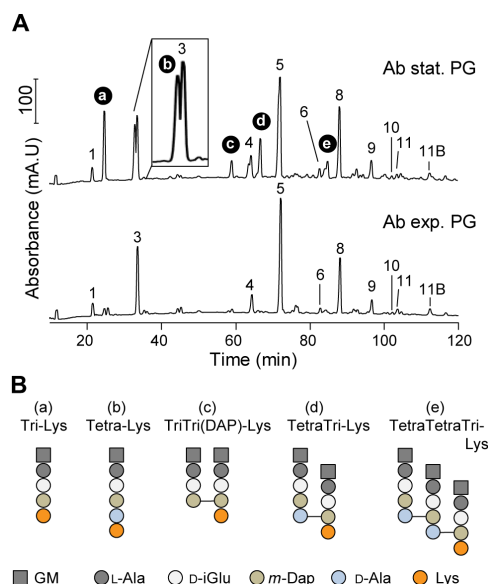 A
100
Absorbance (mA.U)
Ab stat. PG
1 a b 3 c 4 d 5 6 e 8 9 10 11 11B
Ab exp. PG
1 3 4 5 6 8 9 10 11 11B
20 40 60 80 100 120
Time (min)
B
(a) (b) (c) (d) (e)
Tri-Lys Tetra-Lys TriTri(DAP)-Lys TetraTri-Lys TetraTetraTri-
Lys
GM L-Ala D-iGlu m-Dap D-Ala Lys